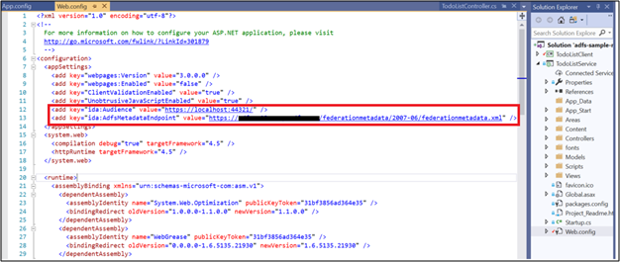 App.config
Web.config
TodoListController.cs
Solution Explorer
1 <?xml version="1.0" encoding="utf-8"?>
2 <!--
3 For more information on how to configure your ASP.NET application, please visit
4 http://go.microsoft.com/fwlink/?LinkId=301879
5 -->
6 <configuration>
7 <appSettings>
8 <add key="webpages:Version" value="3.0.0.0" />
9 <add key="webpages:Enabled" value="false" />
10 <add key="ClientValidationEnabled" value="true" />
11 <add key="UnobtrusiveJavaScriptEnabled" value="true" />
12 <add key="ida:Audience" value="https://localhost:44321/" />
13 <add key="ida:AdfsMetadataEndpoint" value="https:// /federationmetadata/2007-06/federationmetadata.xml" />
14 </appSettings>
15 <system.web>
16 <compilation debug="true" targetFramework="4.5" />
17 <httpRuntime targetFramework="4.5" />
18 </system.web>
19
20 <runtime>
21 <assemblyBinding xmlns="urn:schemas-microsoft-com:asm.v1">
22 <dependentAssembly>
23 <assemblyIdentity name="System.Web.Optimization" publicKeyToken="31bf3856ad364e35" />
24 <bindingRedirect oldVersion="1.0.0.0-1.1.0.0" newVersion="1.1.0.0" />
25 </dependentAssembly>
26 <dependentAssembly>
27 <assemblyIdentity name="WebGrease" publicKeyToken="31bf3856ad364e35" />
28 <bindingRedirect oldVersion="0.0.0.0-1.6.5135.21930" newVersion="1.6.5135.21930" />
29 </dependentAssembly>
Search Solution Explorer
Solution 'adfs-sample-
TodoListClient
TodoListService
Connected Servic
Properties
References
App_Data
App_Start
Areas
Content
Controllers
fonts
Models
Scripts
Views
favicon.ico
Global.asax
packages.config
Project_Readme.ht
Startup.cs
Web.config